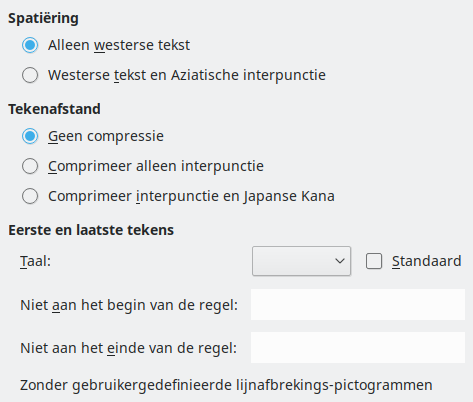 Spatiëring
Alleen westerse tekst
Westerse tekst en Aziatische interpunctie
Tekenafstand
Geen compressie
Comprimeer alleen interpunctie
Comprimeer interpunctie en Japanse Kana
Eerste en laatste tekens
Taal: Standaard
Niet aan het begin van de regel:
Niet aan het einde van de regel:
Zonder gebruikergedefinieerde lijnafbrekings-pictogrammen